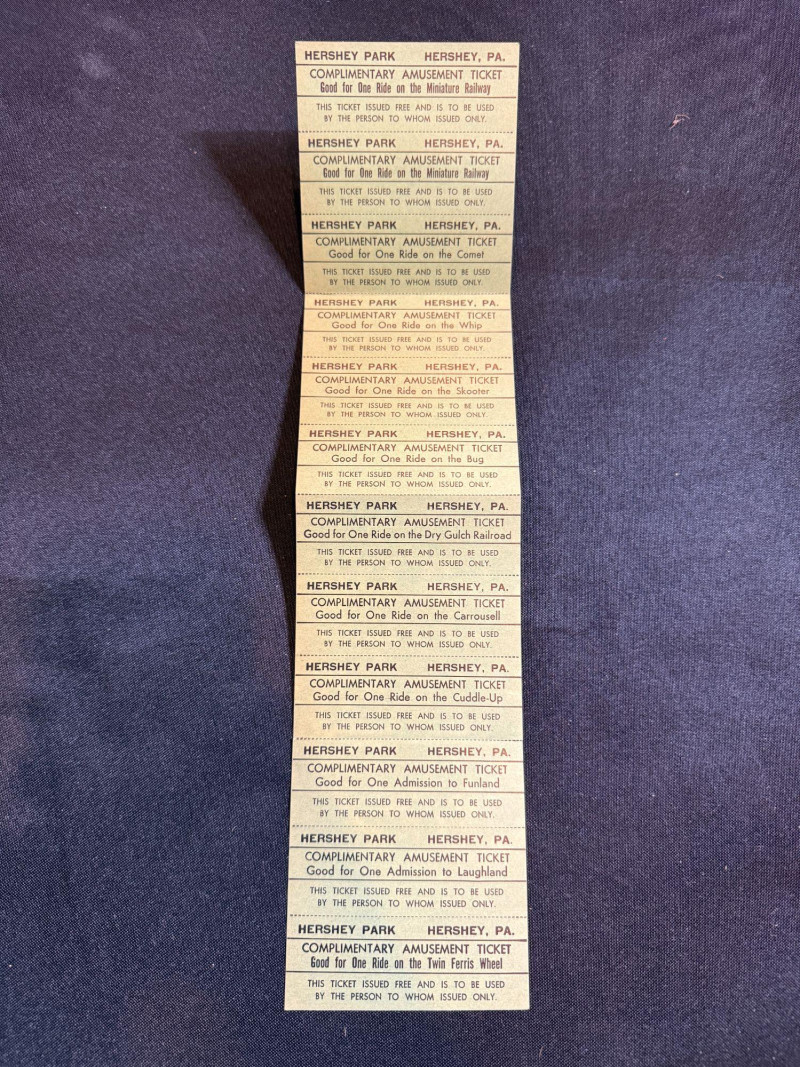 HERSHEY PARK HERSHEY, PA.
COMPLIMENTARY AMUSEMENT TICKET
Good for One Ride on the Miniature Railway
THIS TICKET ISSUED FREE AND IS TO BE USED
BY THE PERSON TO WHOM ISSUED ONLY.
HERSHEY PARK HERSHEY, PA.
COMPLIMENTARY AMUSEMENT TICKET
Good for One Ride on the Miniature Railway
THIS TICKET ISSUED FREE AND IS TO BE USED
BY THE PERSON TO WHOM ISSUED ONLY.
HERSHEY PARK HERSHEY, PA.
COMPLIMENTARY AMUSEMENT TICKET
Good for One Ride on the Comet
THIS TICKET ISSUED FREE AND IS TO BE USED
BY THE PERSON TO WHOM ISSUED ONLY.
HERSHEY PARK HERSHEY, PA.
COMPLIMENTARY AMUSEMENT TICKET
Good for One Ride on the Whip
THIS TICKET ISSUED FREE AND IS TO BE USED
BY THE PERSON TO WHOM ISSUED ONLY.
HERSHEY PARK HERSHEY, PA.
COMPLIMENTARY AMUSEMENT TICKET
Good for One Ride on the Skooter
THIS TICKET ISSUED FREE AND IS TO BE USED
BY THE PERSON TO WHOM ISSUED ONLY.
HERSHEY PARK HERSHEY, PA.
COMPLIMENTARY AMUSEMENT TICKET
Good for One Ride on the Bug
THIS TICKET ISSUED FREE AND IS TO BE USED
BY THE PERSON TO WHOM ISSUED ONLY.
HERSHEY PARK HERSHEY, PA.
COMPLIMENTARY AMUSEMENT TICKET
Good for One Ride on the Dry Gulch Railroad
THIS TICKET ISSUED FREE AND IS TO BE USED
BY THE PERSON TO WHOM ISSUED ONLY.
HERSHEY PARK HERSHEY, PA.
COMPLIMENTARY AMUSEMENT TICKET
Good for One Ride on the Carrousell
THIS TICKET ISSUED FREE AND IS TO BE USED
BY THE PERSON TO WHOM ISSUED ONLY.
HERSHEY PARK HERSHEY, PA.
COMPLIMENTARY AMUSEMENT TICKET
Good for One Ride on the Cuddle-Up
THIS TICKET ISSUED FREE AND IS TO BE USED
BY THE PERSON TO WHOM ISSUED ONLY.
HERSHEY PARK HERSHEY, PA.
COMPLIMENTARY AMUSEMENT TICKET
Good for One Admission to Funland
THIS TICKET ISSUED FREE AND IS TO BE USED
BY THE PERSON TO WHOM ISSUED ONLY.
HERSHEY PARK HERSHEY, PA.
COMPLIMENTARY AMUSEMENT TICKET
Good for One Admission to Laughland
THIS TICKET ISSUED FREE AND IS TO BE USED
BY THE PERSON TO WHOM ISSUED ONLY.
HERSHEY PARK HERSHEY, PA.
COMPLIMENTARY AMUSEMENT TICKET
Good for One Ride on the Twin Ferris Wheel
THIS TICKET ISSUED FREE AND IS TO BE USED
BY THE PERSON TO WHOM ISSUED ONLY.